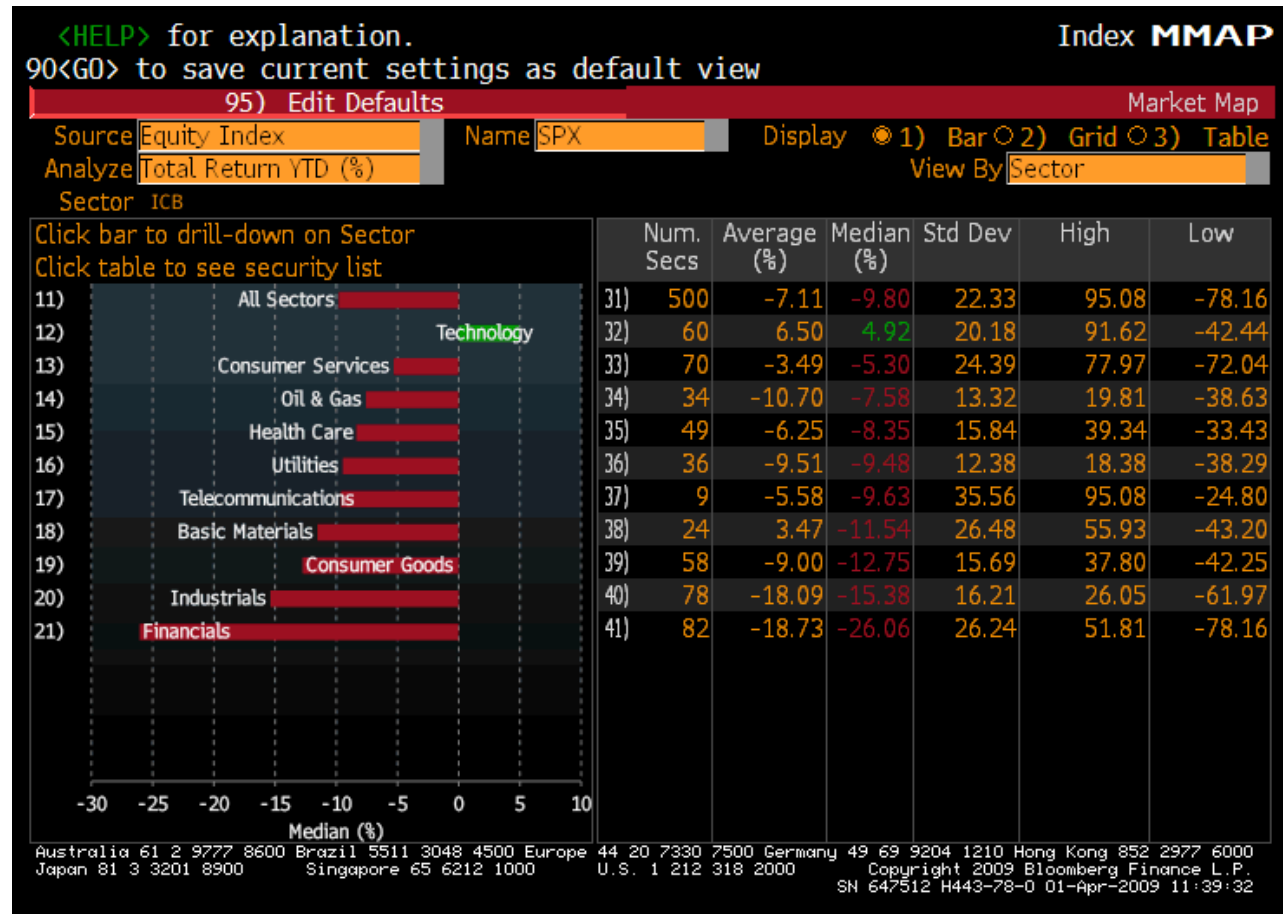 <HELP> for explanation. Index MMAP
90<GO> to save current settings as default view
95) Edit Defaults Market Map
Source Equity Index Name SPX Display 1) Bar 2) Grid 3) Table
Analyze Total Return YTD (%) View By Sector
Sector ICB
Click bar to drill-down on Sector
Click table to see security list
Num. Secs Average (%) Median (%) Std Dev High Low
11) All Sectors 31) 500 -7.11 -9.80 22.33 95.08 -78.16
12) Technology 32) 60 6.50 4.92 20.18 91.62 -42.44
13) Consumer Services 33) 70 -3.49 -5.30 24.39 77.97 -72.04
14) Oil & Gas 34) 34 -10.70 -7.58 13.32 19.81 -38.63
15) Health Care 35) 49 -6.25 -8.35 15.84 39.34 -33.43
16) Utilities 36) 36 -9.51 -9.48 12.38 18.38 -38.29
17) Telecommunications 37) 9 -5.58 -9.63 35.56 95.08 -24.80
18) Basic Materials 38) 24 3.47 -11.54 26.48 55.93 -43.20
19) Consumer Goods 39) 58 -9.00 -12.75 15.69 37.80 -42.25
20) Industrials 40) 78 -18.09 -15.38 16.21 26.05 -61.97
21) Financials 41) 82 -18.73 -26.06 26.24 51.81 -78.16
-30 -25 -20 -15 -10 -5 0 5 10
Median (%)
Australia 61 2 9777 8600 Brazil 5511 3048 4500 Europe 44 20 7330 7500 Germany 49 69 9204 1210 Hong Kong 852 2977 6000
Japan 81 3 3201 8900 Singapore 65 6212 1000 U.S. 1 212 318 2000 Copyright 2009 Bloomberg Finance L.P.
SN 647512 H443-78-0 01-Apr-2009 11:39:32